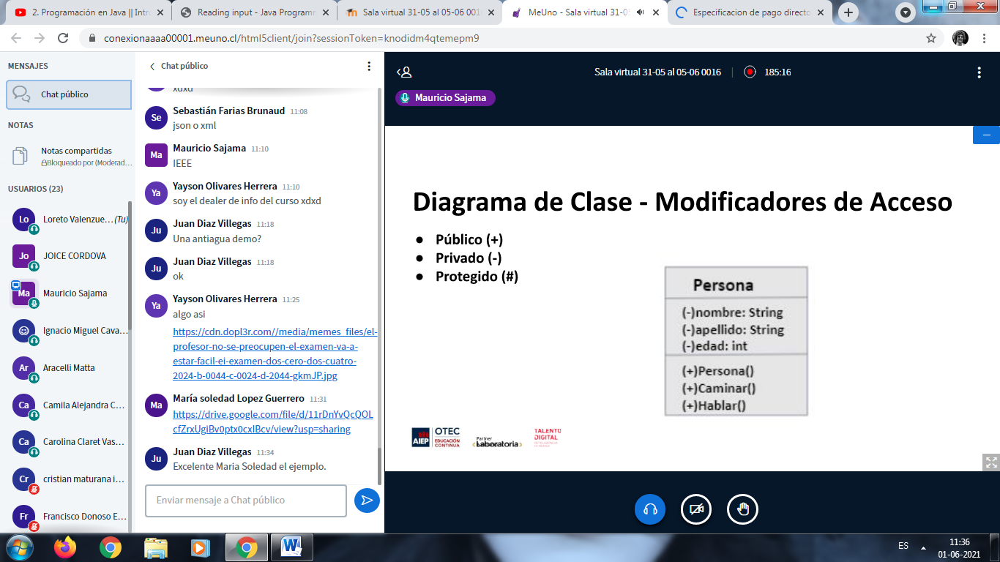 2. Programación en Java || Intro
Reading input - Java Programm
Sala virtual 31-05 al 05-06 001
MeUno - Sala virtual 31-05
Especificacion de pago directo
conexionaaaa00001.meuno.cl/html5client/join?sessionToken=knodidm4qtemepm9
MENSAJES
Chat público
NOTAS
Notas compartidas
Bloqueado por (Moderad...
USUARIOS (23)
Lo
Loreto Valenzue... (Tu)
Jo
JOICE CORDOVA
Ma
Mauricio Sajama
Ignacio Miguel Cava...
Ar
Aracelli Matta
Ca
Camila Alejandra C...
Ca
Carolina Claret Vas...
Cr
cristian maturana i...
Fr
Francisco Donoso E...
Chat público
xdxd
Se
Sebastián Farias Brunaud 11:08
json o xml
Ma
Mauricio Sajama 11:10
IEEE
Ya
Yayson Olivares Herrera 11:10
soy el dealer de info del curso xdxd
Ju
Juan Diaz Villegas 11:18
Una antiagua demo?
Ju
Juan Diaz Villegas 11:18
ok
Ya
Yayson Olivares Herrera 11:25
algo asi
https://cdn.dopl3r.com//media/memes_files/el-
profesor-no-se-preocupen-el-examen-va-a-
estar-facil-ei-examen-dos-cero-dos-cuatro-
2024-b-0044-c-0024-d-2044-gkmJP.jpg
Ma
María soledad Lopez Guerrero 11:31
https://drive.google.com/file/d/11rDnYvQcQOL
cfZrxUgiBv0ptx0cxIBcv/view?usp=sharing
Ju
Juan Diaz Villegas 11:34
Excelente Maria Soledad el ejemplo.
Enviar mensaje a Chat público
Sala virtual 31-05 al 05-06 0016
185:16
Mauricio Sajama
Diagrama de Clase - Modificadores de Acceso
● Público (+)
● Privado (-)
● Protegido (#)
Persona
(-)nombre: String
(-)apellido: String
(-)edad: int
(+)Persona()
(+)Caminar()
(+)Hablar()
AIEP
OTEC
EDUCACIÓN
CONTINUA
Partner
Laboratoria
TALENTO
DIGITAL
ES
11:36
01-06-2021